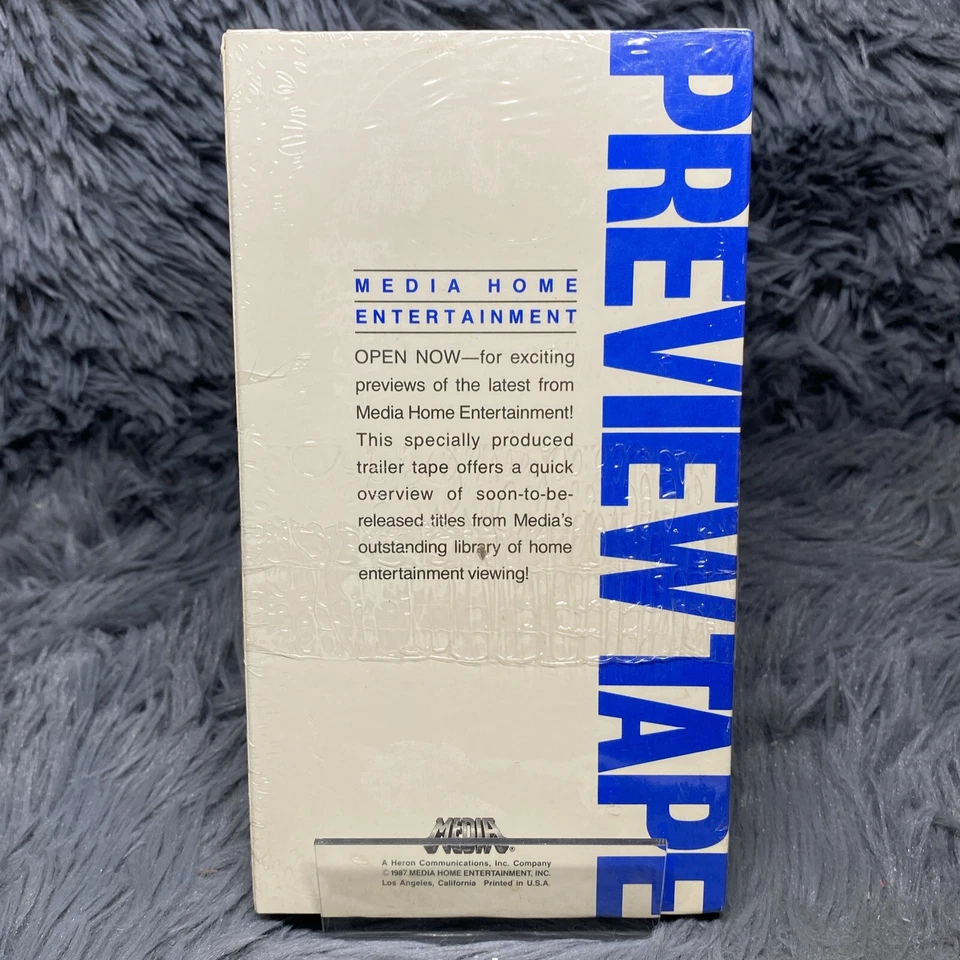 PREVIEW TAPE
MEDIA HOME
ENTERTAINMENT
OPEN NOW—for exciting
previews of the latest from
Media Home Entertainment!
This specially produced
trailer tape offers a quick
overview of soon-to-be-
released titles from Media's
outstanding library of home
entertainment viewing!
MEDIA
®
A Heron Communications, Inc. Company
© 1987 MEDIA HOME ENTERTAINMENT, INC.
Los Angeles, California Printed in U.S.A.